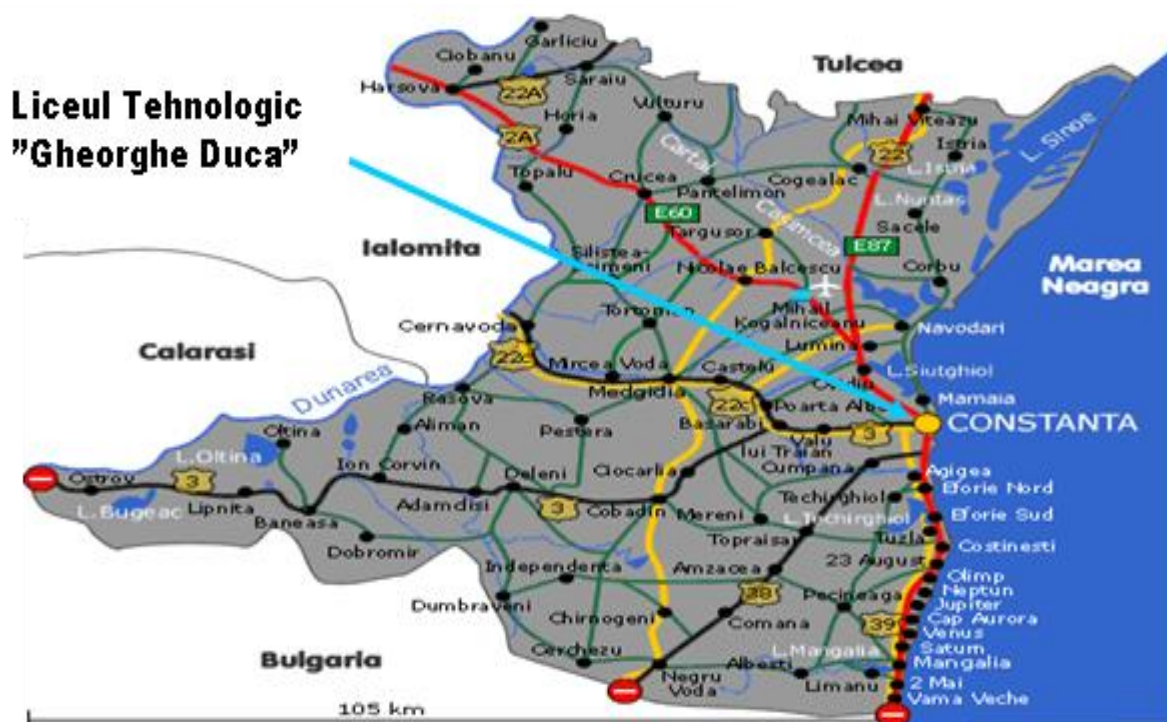 Liceul Tehnologic
”Gheorghe Duca”
Tulcea
Ialomita
Calarasi
Bulgaria
Marea
Neagra
Dunarea
Garliciu
Ciobanu
Saraiu
Harsova
22A
Vulturu
Horia
2A
Cartal
Mihai Viteazu
22
Istria
L. Sinoe
L.Istria
Topalu
Crucea
Pantelimon
Cogealac
L.Nuntas
E60
Casimcea
Sacele
Targusor
E87
Silistea-
Nicolae Balcescu
Corbu
Mihail
Kogalniceanu
Navodari
Cernavoda
Lumina
22c
Mircea Voda
Castelu
Ovidiu
L.Siutghiol
Medgidia
Rasova
22c
Poarta
Mamaia
Aliman
Pestera
Basarabi
CONSTANTA
Valu
3
lui Traian
Oltina
L.Oltina
Ion Corvin
Deleni
Ciocarlia
Cumpana
Agigea
Ostrov
3
Techirghiol
Eforie Nord
L.Bugeac
Lipnita
Adamclisi
3
Cobadin
Mereni
L.Techirghiol
Eforie Sud
Baneasa
Topraisar
Tuzla
Costinesti
Dobromir
23 August
Independenta
Amzacea
Olimp
Neptun
Dumbraveni
38
Pecineaga
Jupiter
Chirnogeni
Comana
39
Cap Aurora
Venus
Cerchezu
L.Mangalia
Saturn
Albesti
Mangalia
Negru
Voda
Limanu
2 Mai
Vama Veche
105 km